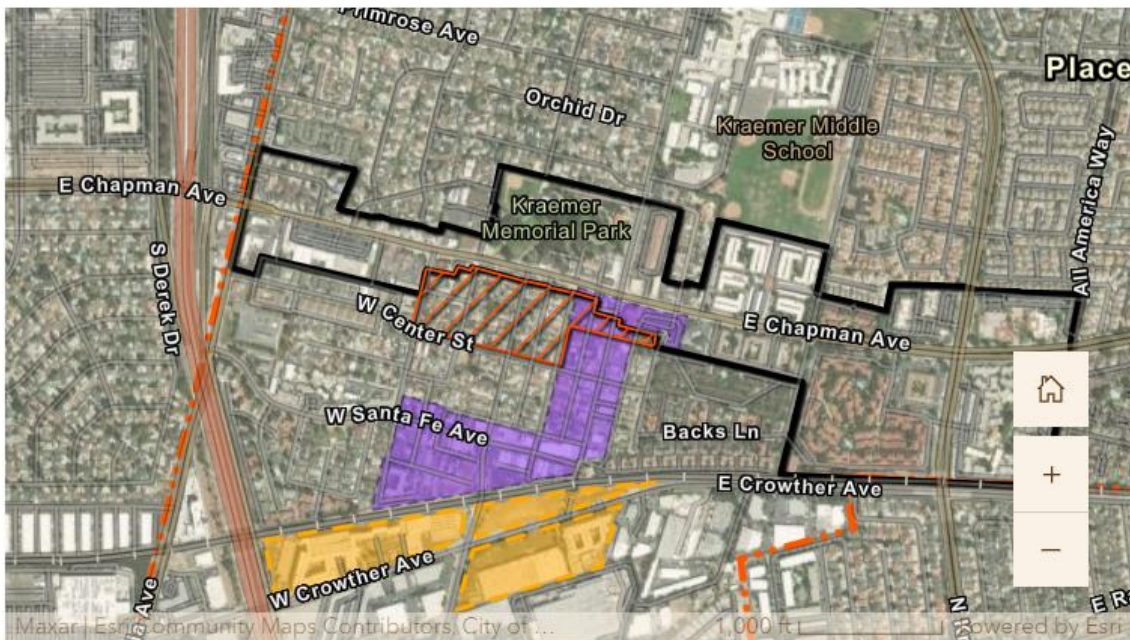 Primrose Ave
Place
Orchid Dr
Kraemer Middle
School
All America Way
E Chapman Ave
Kraemer
Memorial Park
S Derek Dr
W Center St
E Chapman Ave
W Santa Fe Ave
Backs Ln
+
E Crowther Ave
−
W Crowther Ave
la Ave
N
E Ra
Maxar | Esri Community Maps Contributors, City of ...
1,000 ft
Powered by Esri